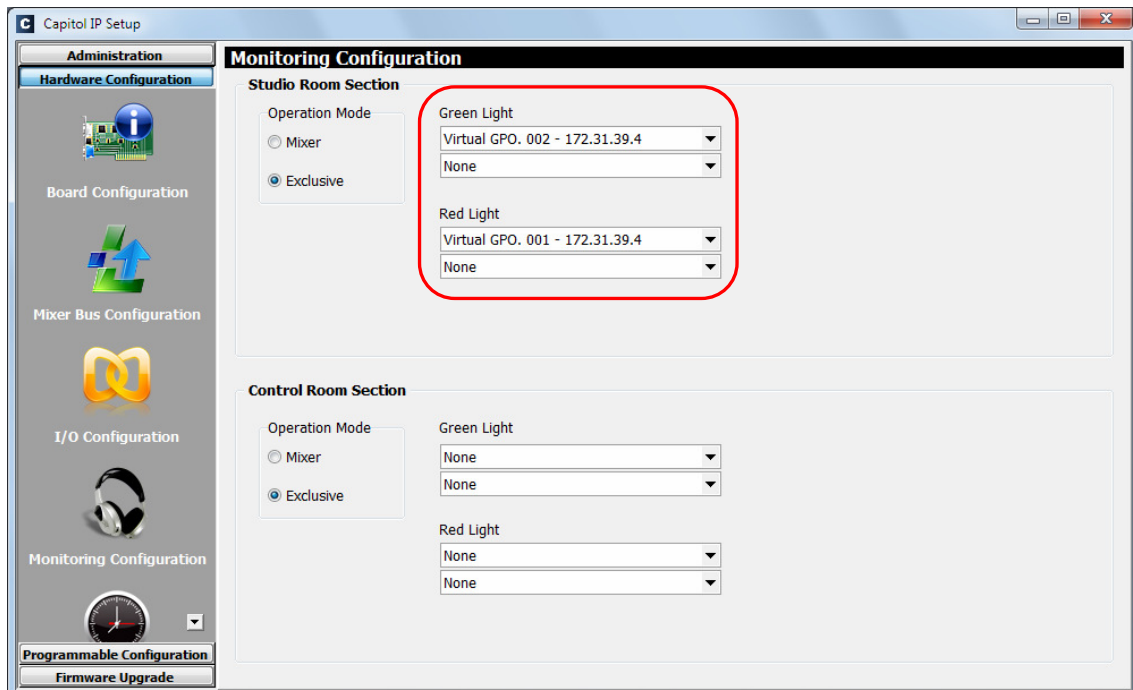 C Capitol IP Setup
Administration
Hardware Configuration
Board Configuration
Mixer Bus Configuration
I/O Configuration
Monitoring Configuration
Programmable Configuration
Firmware Upgrade
Monitoring Configuration
Studio Room Section
Operation Mode
Mixer
Exclusive
Green Light
Virtual GPO. 002 - 172.31.39.4
None
Red Light
Virtual GPO. 001 - 172.31.39.4
None
Control Room Section
Operation Mode
Mixer
Exclusive
Green Light
None
None
Red Light
None
None